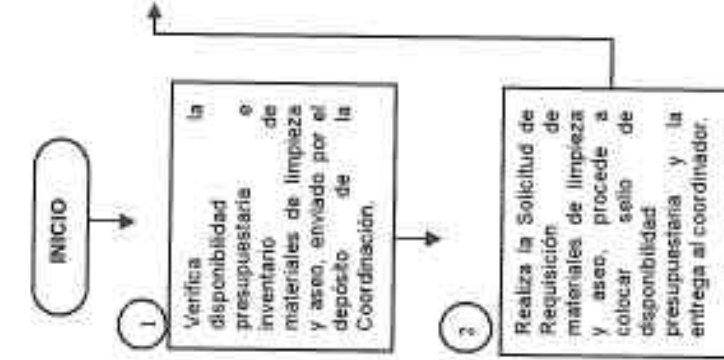 INICIO
1
Verifica la
disponibilidad
presupuestaria e
inventario de
materiales de limpieza
y aseo, enviado por el
depósito de la
Coordinación.
2
Realiza la Solicitud de
Requisición de
materiales de limpieza
y aseo, procede a
colocar sello de
disponibilidad
presupuestaria y la
entrega al coordinador.